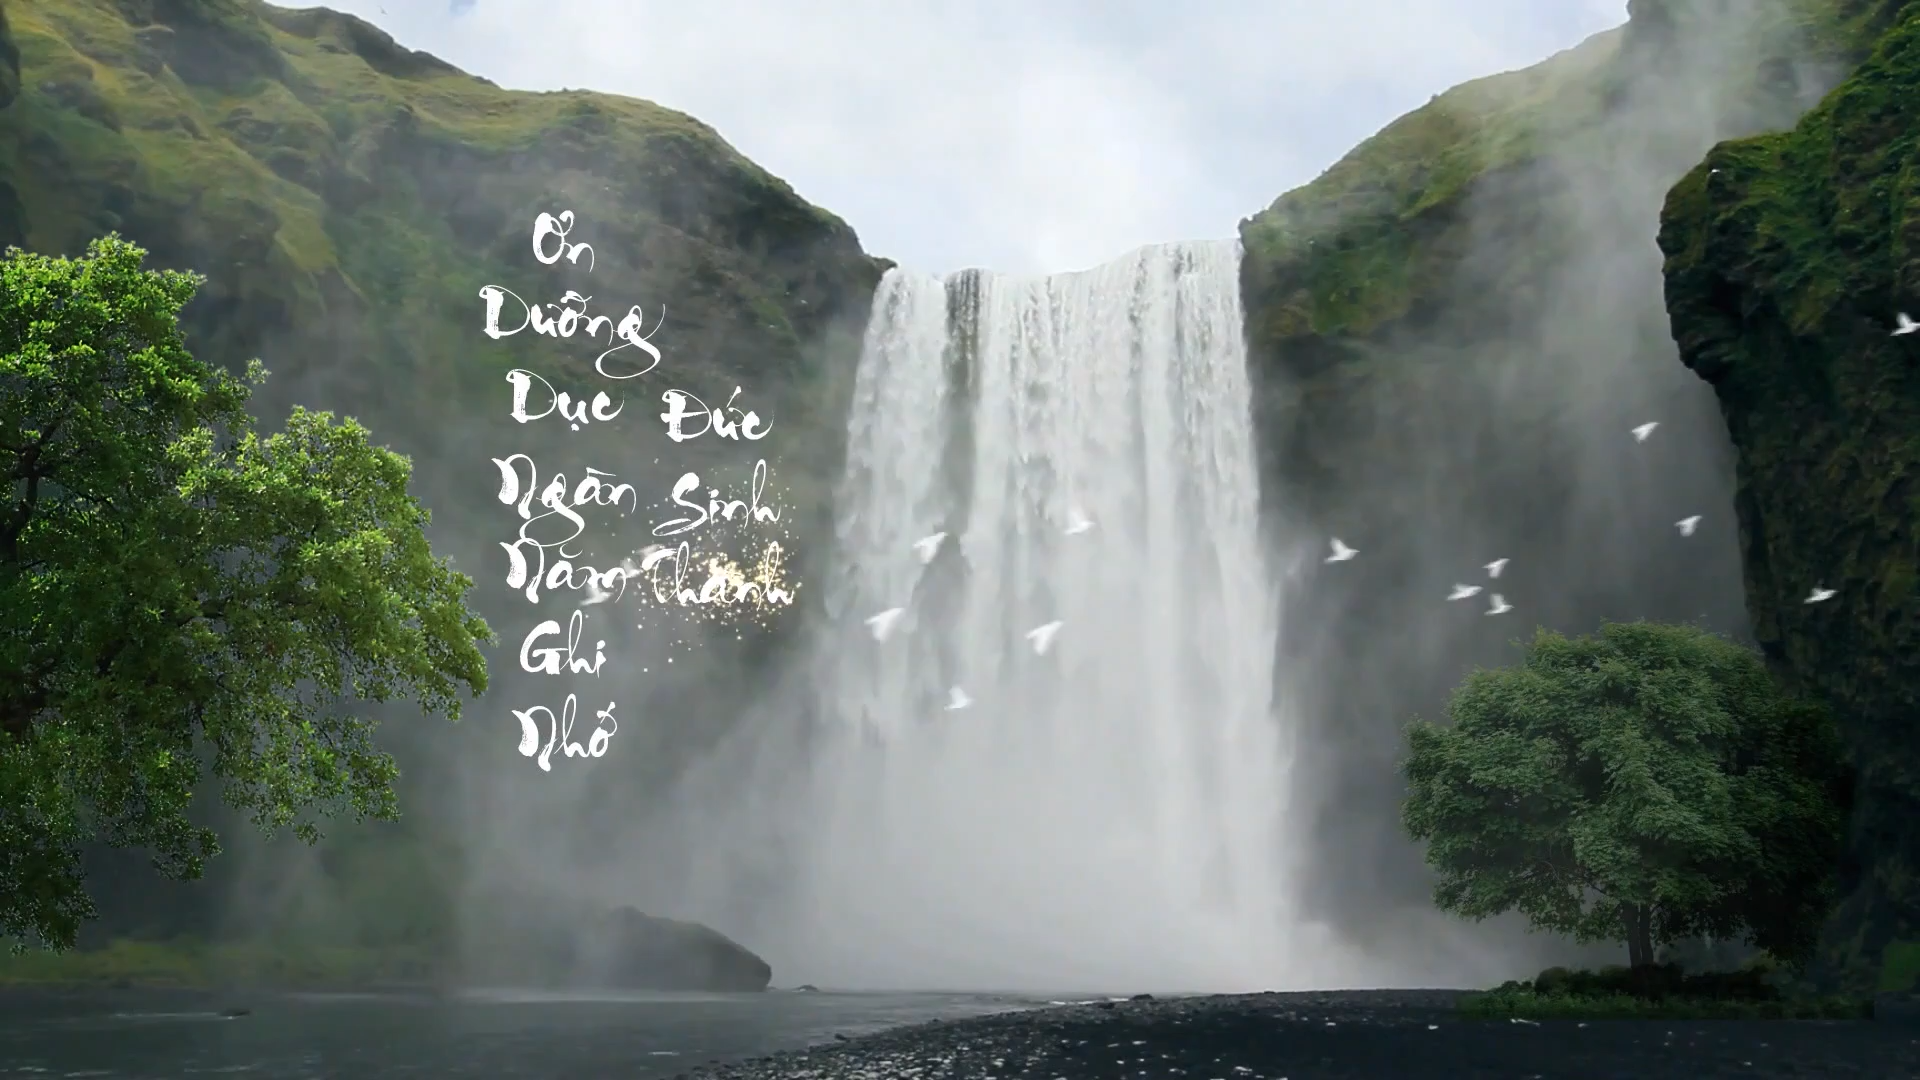 Ơn
Dưỡng
Dục
Ngàn
Năm
Ghi
Nhớ
Đức
Sinh
Thành